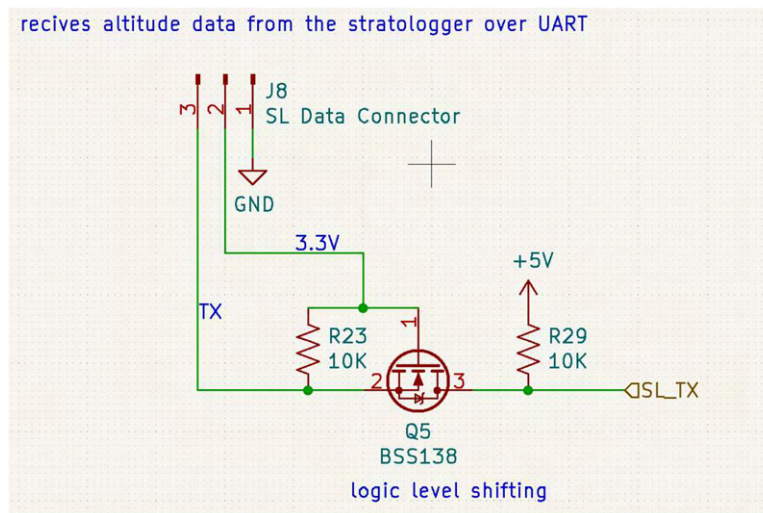 recives altitude data from the stratologger over UART
J8
3 2 1
SL Data Connector
GND
3.3V
+5V
TX
1
R23
10K
R29
10K
2
3
SL_TX
Q5
BSS138
logic level shifting